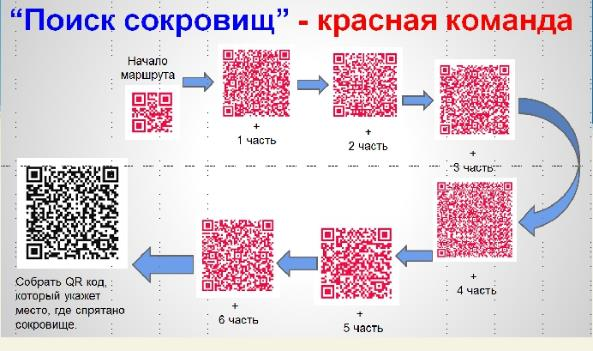 “Поиск сокровищ” - красная команда
Начало
маршрута
+
1 часть
+
2 часть
+
3 часть
+
4 часть
+
5 часть
+
6 часть
Собрать QR код,
который укажет
место, где спрятано
сокровище.